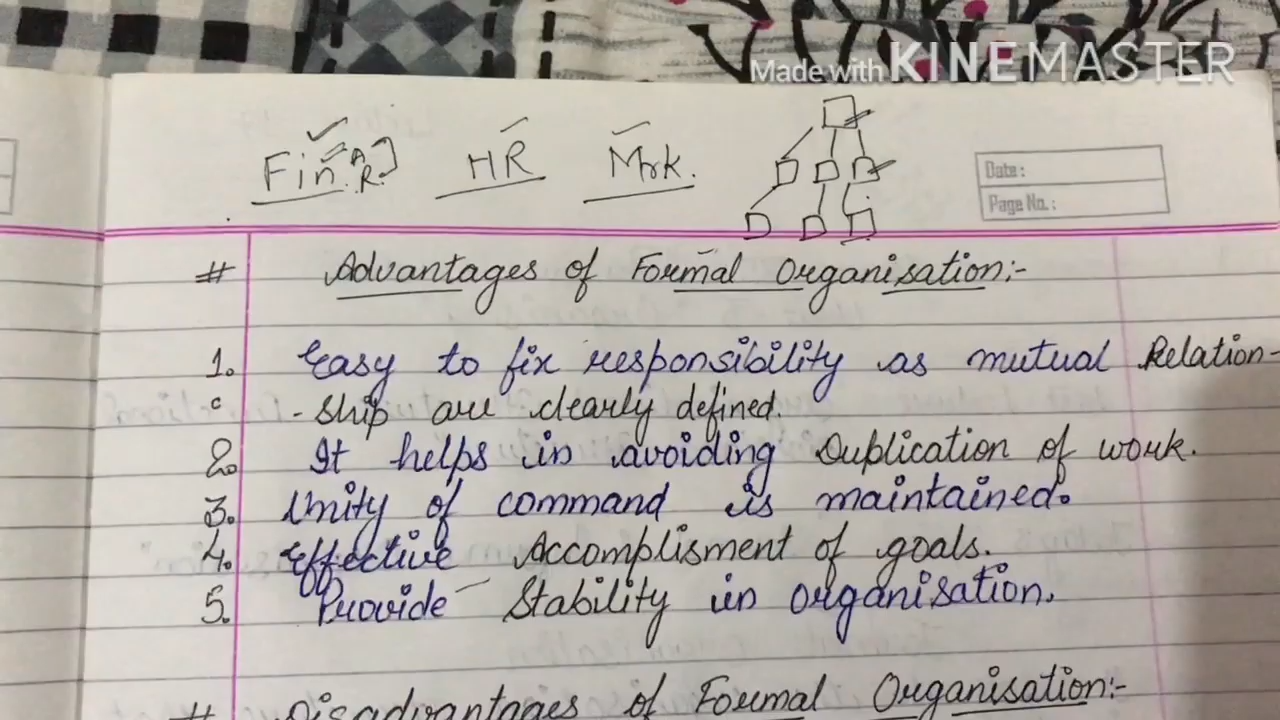 Made with KINEMASTER
Fin. A R. HR Mrk.
Date :
Page No. :
# Advantages of Formal Organisation:-
1. Easy to fix responsibility as mutual Relation-
- ship are clearly defined.
2. It helps in avoiding Duplication of work.
3. Unity of command is maintained.
4. Effective Accomplisment of goals.
5. Provide Stability in organisation.
# Disadvantages of Formal Organisation:-